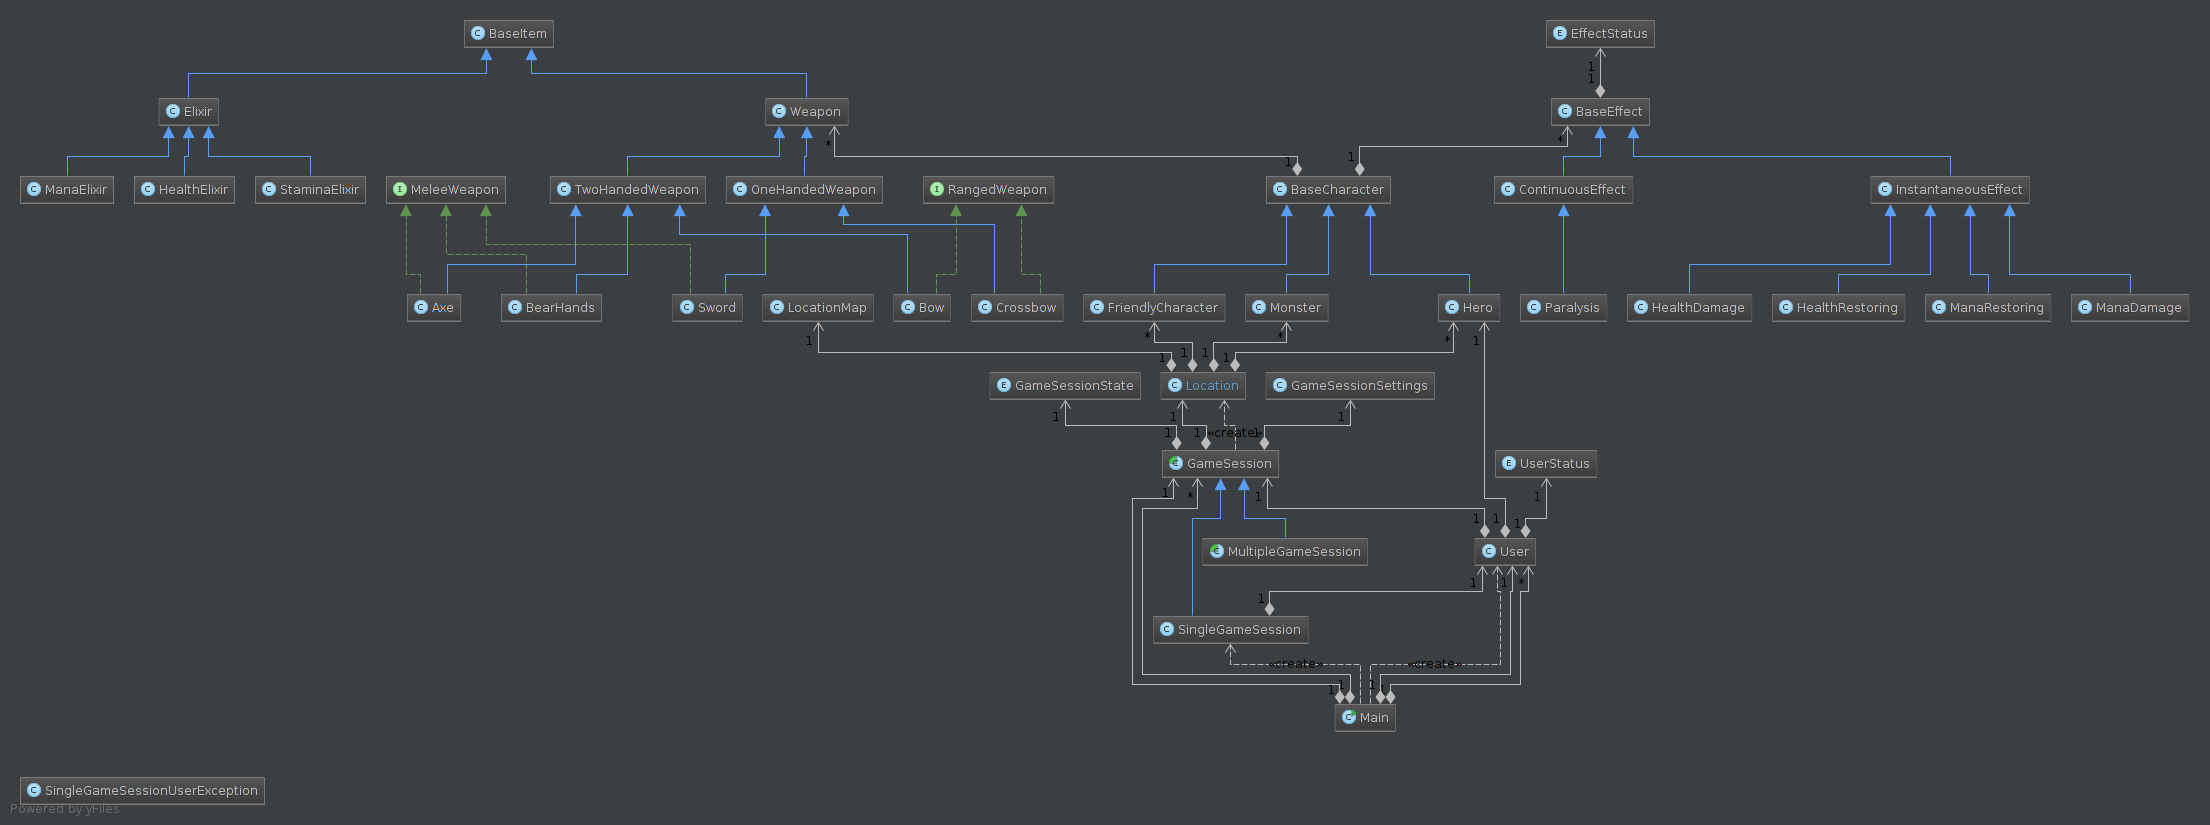 BaseItem
EffectStatus
1
1
Elixir
Weapon
BaseEffect
*
*
1
1
ManaElixir
HealthElixir
StaminaElixir
MeleeWeapon
TwoHandedWeapon
OneHandedWeapon
RangedWeapon
BaseCharacter
ContinuousEffect
InstantaneousEffect
Axe
BearHands
Sword
LocationMap
Bow
Crossbow
FriendlyCharacter
Monster
Hero
Paralysis
HealthDamage
HealthRestoring
ManaRestoring
ManaDamage
1
*
*
*
1
1
1
1
1
GameSessionState
Location
GameSessionSettings
1
1
1
1
1
«create»
1
GameSession
UserStatus
1
*
1
1
1
1
1
MultipleGameSession
User
1
1
*
1
SingleGameSession
«create»
«create»
1
1
1
1
Main
SingleGameSessionUserException
Powered by yFiles